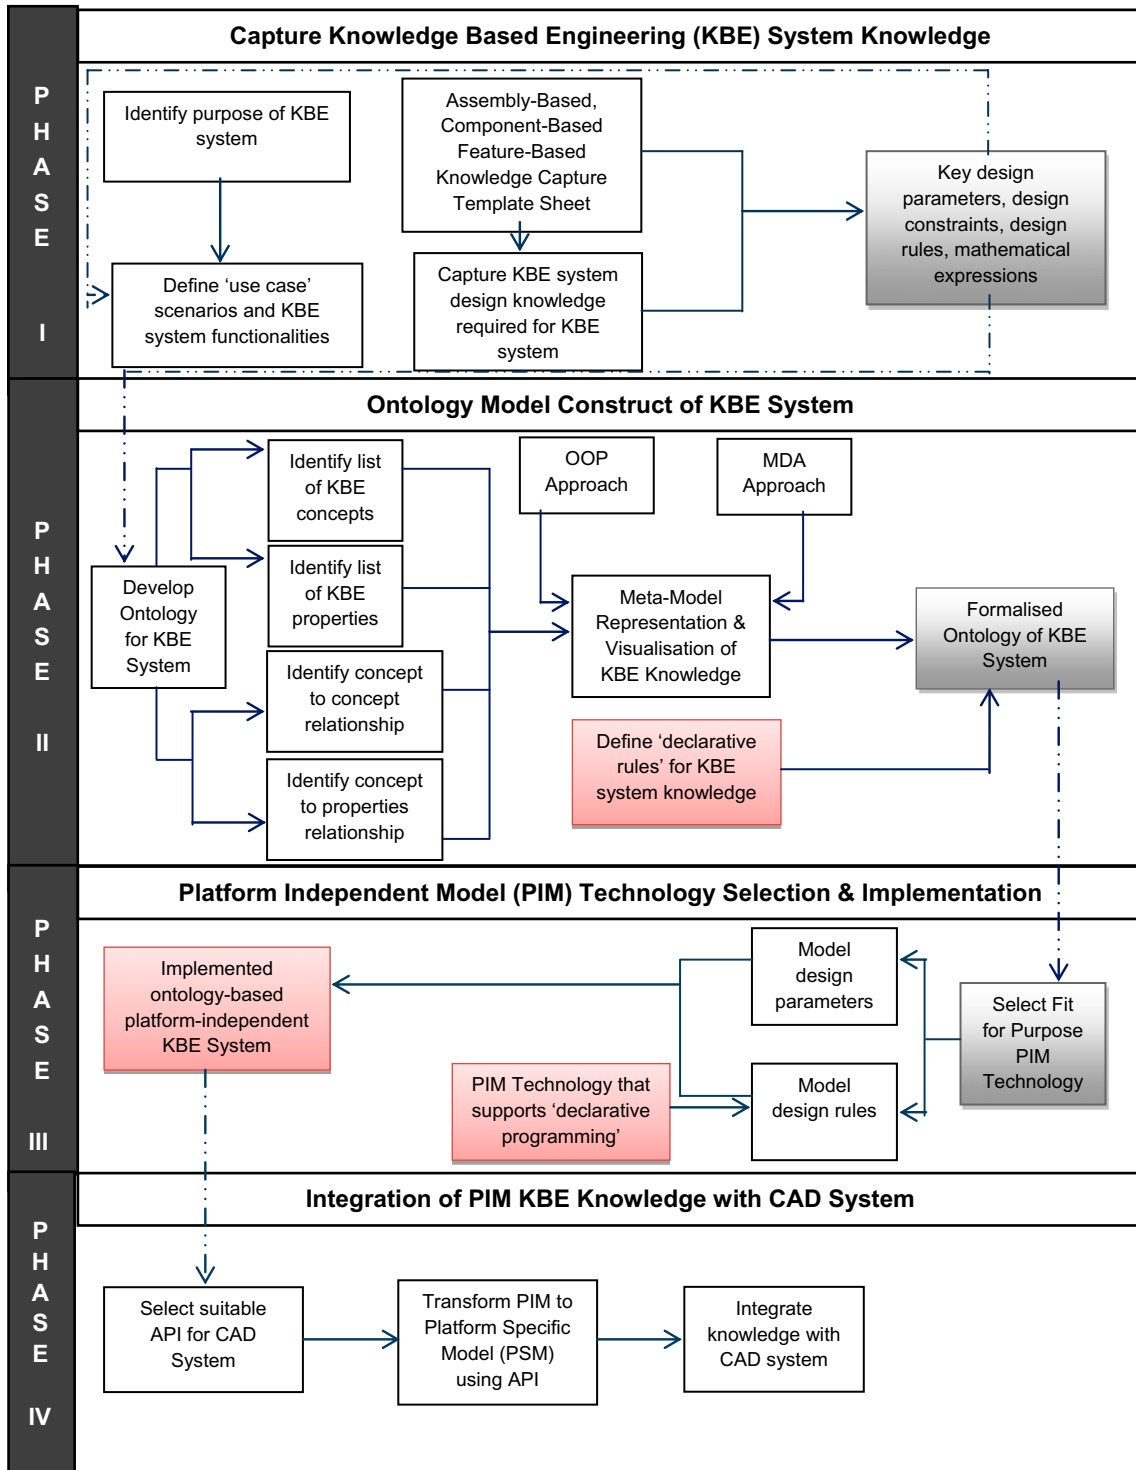 Capture Knowledge Based Engineering (KBE) System Knowledge
P
H
A
S
E
I
Identify purpose of KBE
system
Define ‘use case’
scenarios and KBE
system functionalities
Assembly-Based,
Component-Based
Feature-Based
Knowledge Capture
Template Sheet
Capture KBE system
design knowledge
required for KBE
system
Key design
parameters, design
constraints, design
rules, mathematical
expressions
Ontology Model Construct of KBE System
P
H
A
S
E
II
Develop
Ontology
for KBE
System
Identify list
of KBE
concepts
Identify list
of KBE
properties
Identify concept
to concept
relationship
Identify concept
to properties
relationship
OOP
Approach
MDA
Approach
Meta-Model
Representation &
Visualisation of
KBE Knowledge
Define ‘declarative
rules’ for KBE
system knowledge
Formalised
Ontology of KBE
System
Platform Independent Model (PIM) Technology Selection & Implementation
P
H
A
S
E
III
Implemented
ontology-based
platform-independent
KBE System
PIM Technology that
supports ‘declarative
programming’
Model
design
parameters
Model
design rules
Select Fit
for Purpose
PIM
Technology
Integration of PIM KBE Knowledge with CAD System
P
H
A
S
E
IV
Select suitable
API for CAD
System
Transform PIM to
Platform Specific
Model (PSM)
using API
Integrate
knowledge with
CAD system